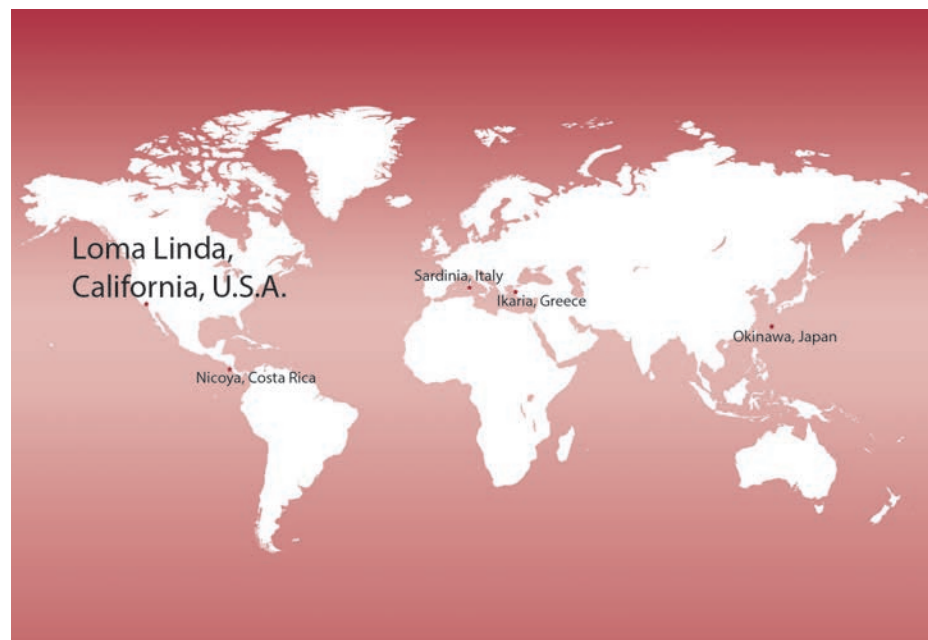 Loma Linda,
California, U.S.A.
Sardinia, Italy
Ikaria, Greece
Okinawa, Japan
Nicoya, Costa Rica